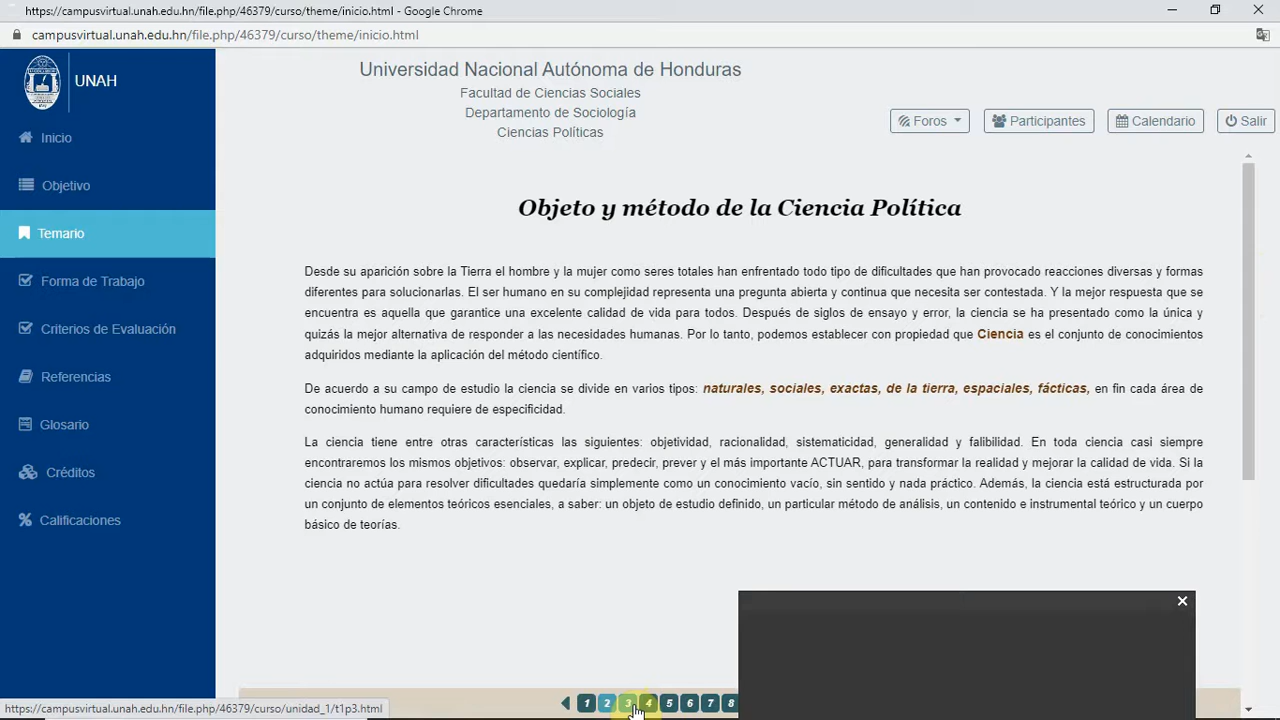 https://campusvirtual.unah.edu.hn/file.php/46379/curso/theme/inicio.html - Google Chrome
campusvirtual.unah.edu.hn/file.php/46379/curso/theme/inicio.html
UNAH
Universidad Nacional Autónoma de Honduras
Facultad de Ciencias Sociales
Departamento de Sociología
Ciencias Políticas
Foros
Participantes
Calendario
Salir
Inicio
Objetivo
Temario
Forma de Trabajo
Criterios de Evaluación
Referencias
Glosario
Créditos
Calificaciones
Objeto y método de la Ciencia Política
Desde su aparición sobre la Tierra el hombre y la mujer como seres totales han enfrentado todo tipo de dificultades que han provocado reacciones diversas y formas
diferentes para solucionarlas. El ser humano en su complejidad representa una pregunta abierta y continua que necesita ser contestada. Y la mejor respuesta que se
encuentra es aquella que garantice una excelente calidad de vida para todos. Después de siglos de ensayo y error, la ciencia se ha presentado como la única y
quizás la mejor alternativa de responder a las necesidades humanas. Por lo tanto, podemos establecer con propiedad que Ciencia es el conjunto de conocimientos
adquiridos mediante la aplicación del método científico.
De acuerdo a su campo de estudio la ciencia se divide en varios tipos: naturales, sociales, exactas, de la tierra, espaciales, fácticas, en fin cada área de
conocimiento humano requiere de especificidad.
La ciencia tiene entre otras características las siguientes: objetividad, racionalidad, sistematicidad, generalidad y falibilidad. En toda ciencia casi siempre
encontraremos los mismos objetivos: observar, explicar, predecir, prever y el más importante ACTUAR, para transformar la realidad y mejorar la calidad de vida. Si la
ciencia no actúa para resolver dificultades quedaría simplemente como un conocimiento vacío, sin sentido y nada práctico. Además, la ciencia está estructurada por
un conjunto de elementos teóricos esenciales, a saber: un objeto de estudio definido, un particular método de análisis, un contenido e instrumental teórico y un cuerpo
básico de teorías.
1 2 3 4 5 6 7 8
https://campusvirtual.unah.edu.hn/file.php/46379/curso/unidad_1/t1p3.html